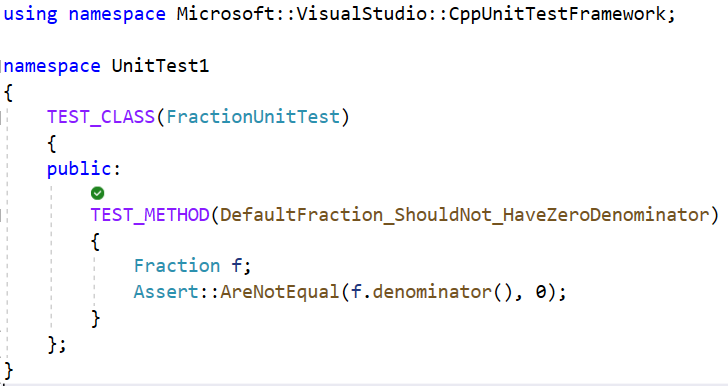 using namespace Microsoft::VisualStudio::CppUnitTestFramework;
namespace UnitTest1
{
TEST_CLASS(FractionUnitTest)
{
public:
TEST_METHOD(DefaultFraction_ShouldNot_HaveZeroDenominator)
{
Fraction f;
Assert::AreNotEqual(f.denominator(), 0);
}
};
}